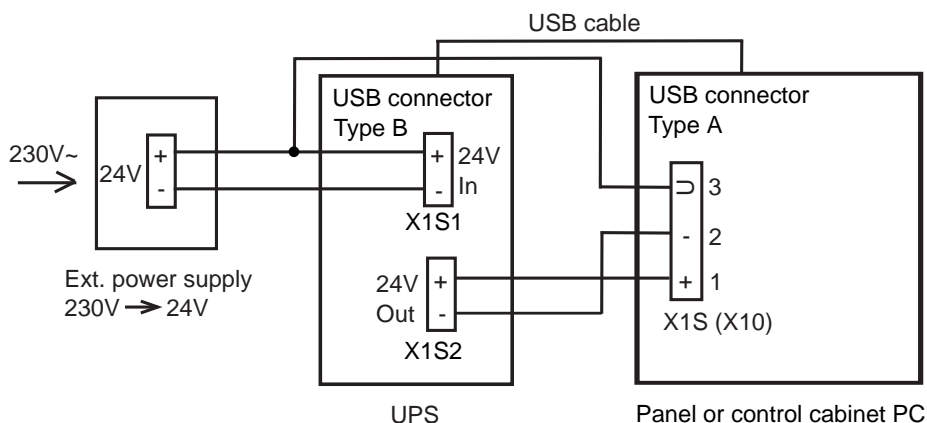 USB cable
USB connector
Type B
USB connector
Type A
230V~
24V
+
-
+
-
24V
In
X1S1
⊃ 3
- 2
+ 1
X1S (X10)
24V
Out
+
-
X1S2
Ext. power supply
230V → 24V
UPS
Panel or control cabinet PC